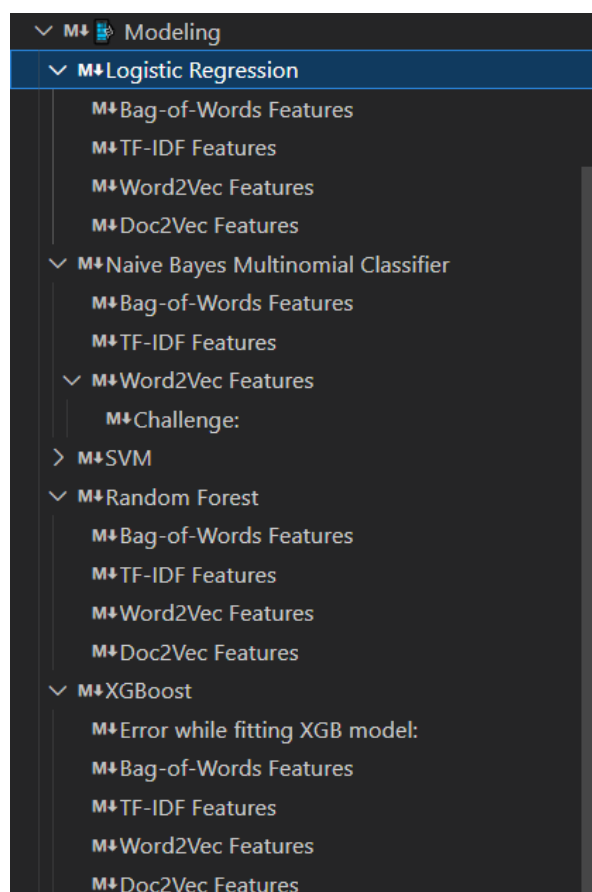 M↓ Modeling
M↓Logistic Regression
M↓Bag-of-Words Features
M↓TF-IDF Features
M↓Word2Vec Features
M↓Doc2Vec Features
M↓Naive Bayes Multinomial Classifier
M↓Bag-of-Words Features
M↓TF-IDF Features
M↓Word2Vec Features
M↓Challenge:
M↓SVM
M↓Random Forest
M↓Bag-of-Words Features
M↓TF-IDF Features
M↓Word2Vec Features
M↓Doc2Vec Features
M↓XGBoost
M↓Error while fitting XGB model:
M↓Bag-of-Words Features
M↓TF-IDF Features
M↓Word2Vec Features
M↓Doc2Vec Features